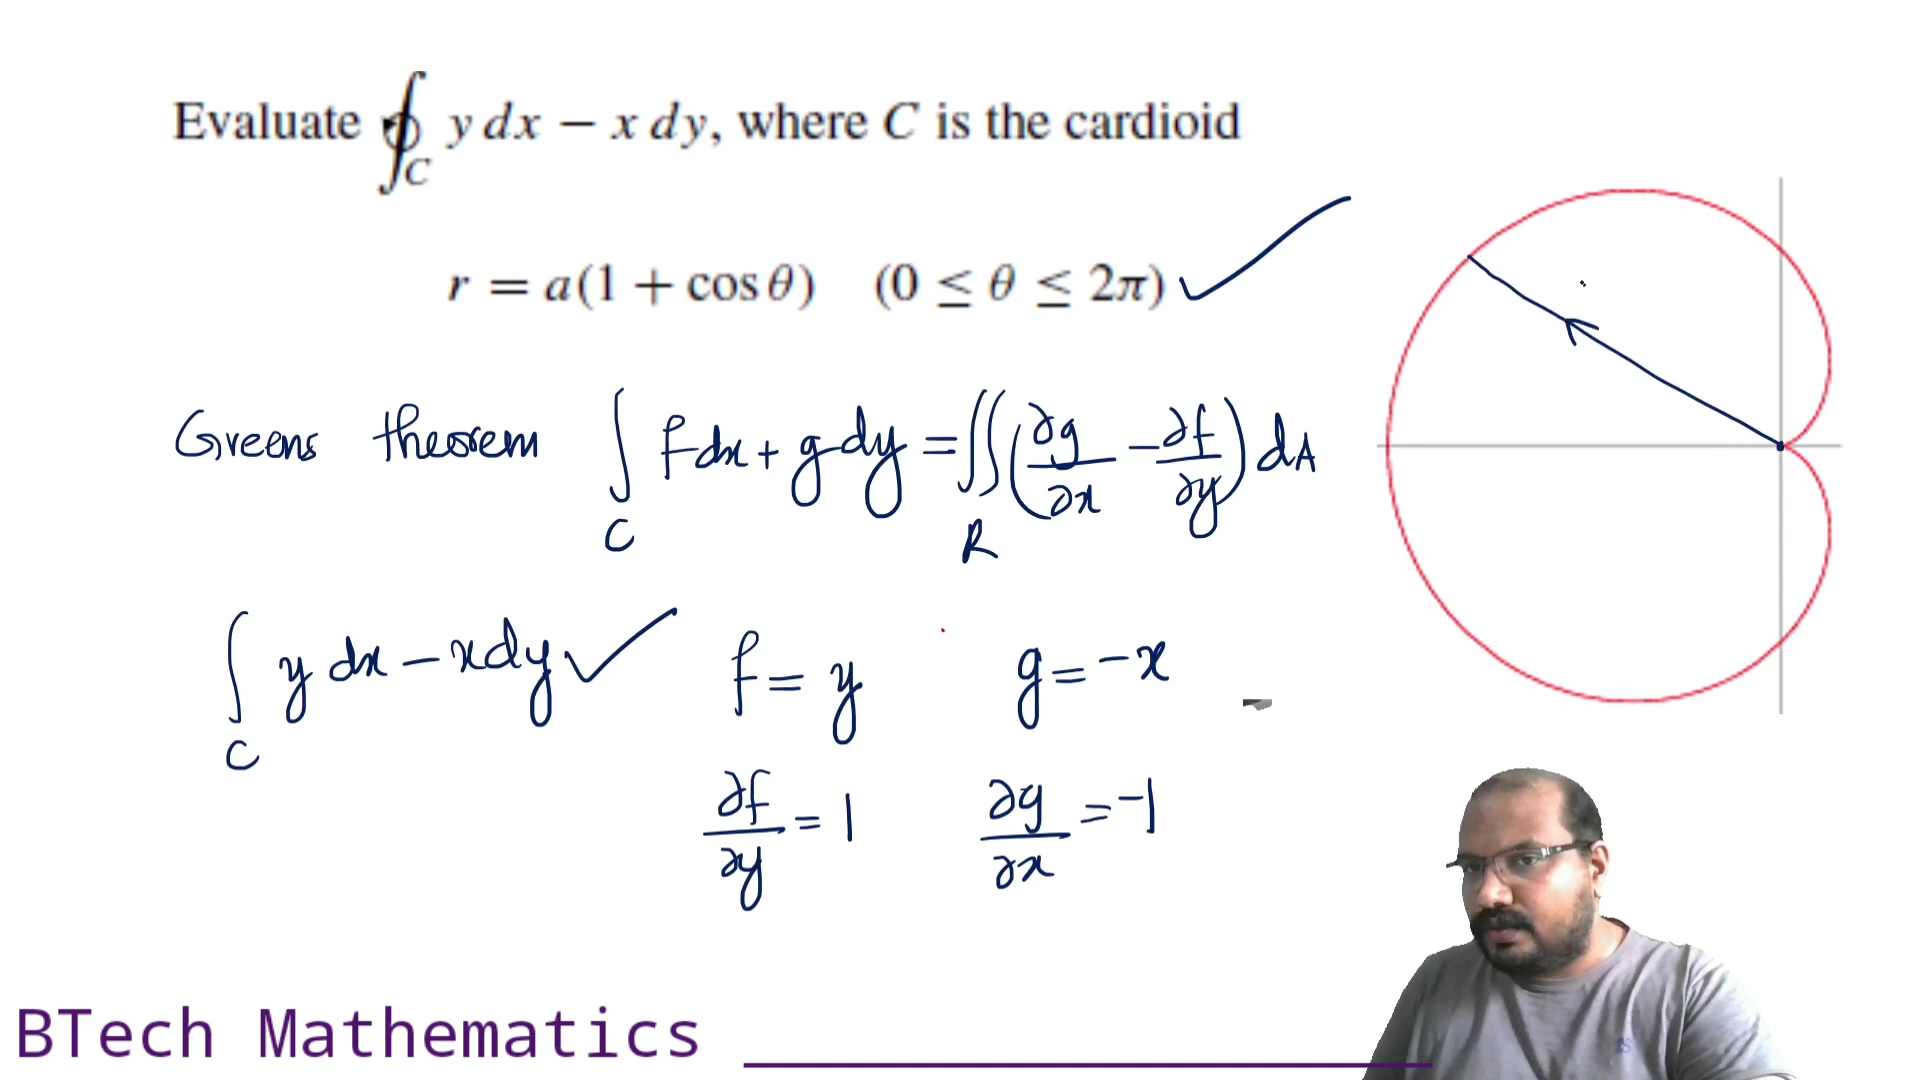 Evaluate ∮_C y dx − x dy, where C is the cardioid
r = a(1 + cos θ) (0 ≤ θ ≤ 2π) ✓
Greens theorem ∫_C f dx + g dy = ∬_R (∂g/∂x − ∂f/∂y) dA
∫_C y dx − x dy ✓ f = y g = −x
∂f/∂y = 1 ∂g/∂x = −1
BTech Mathematics